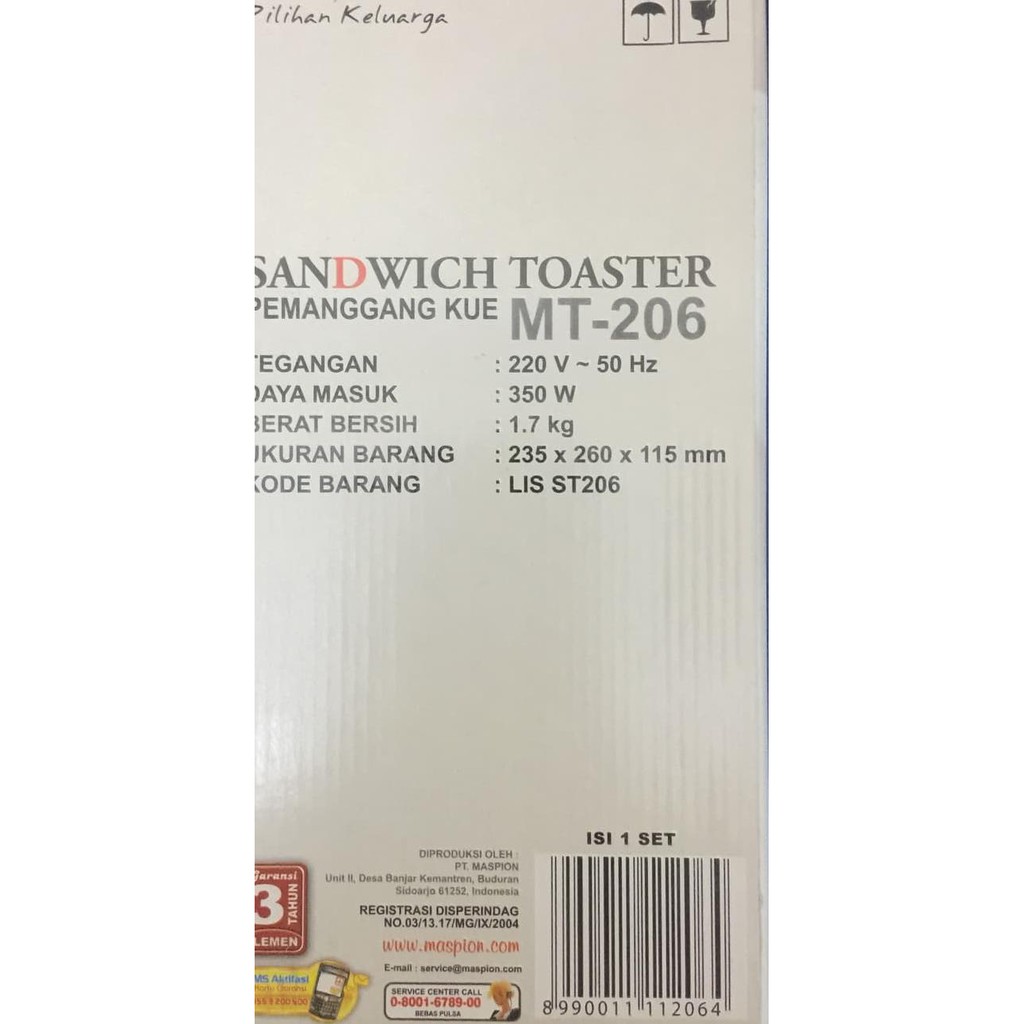 Pilihan Keluarga
SANDWICH TOASTER
PEMANGGANG KUE MT-206
TEGANGAN : 220 V ~ 50 Hz
DAYA MASUK : 350 W
BERAT BERSIH : 1.7 kg
UKURAN BARANG : 235 x 260 x 115 mm
KODE BARANG : LIS ST206
ISI 1 SET
DIPRODUKSI OLEH :
PT. MASPION
Unit II, Desa Banjar Kemantren, Buduran
Sidoarjo 61252, Indonesia
REGISTRASI DISPERINDAG
NO.03/13.17/MG/IX/2004
www.maspion.com
E-mail : service@maspion.com
SERVICE CENTER CALL
0-8001-6789-00
BEBAS PULSA
Garansi
3 TAHUN
ELEMEN
SMS Aktifasi
Kartu Garansi
8990011112064